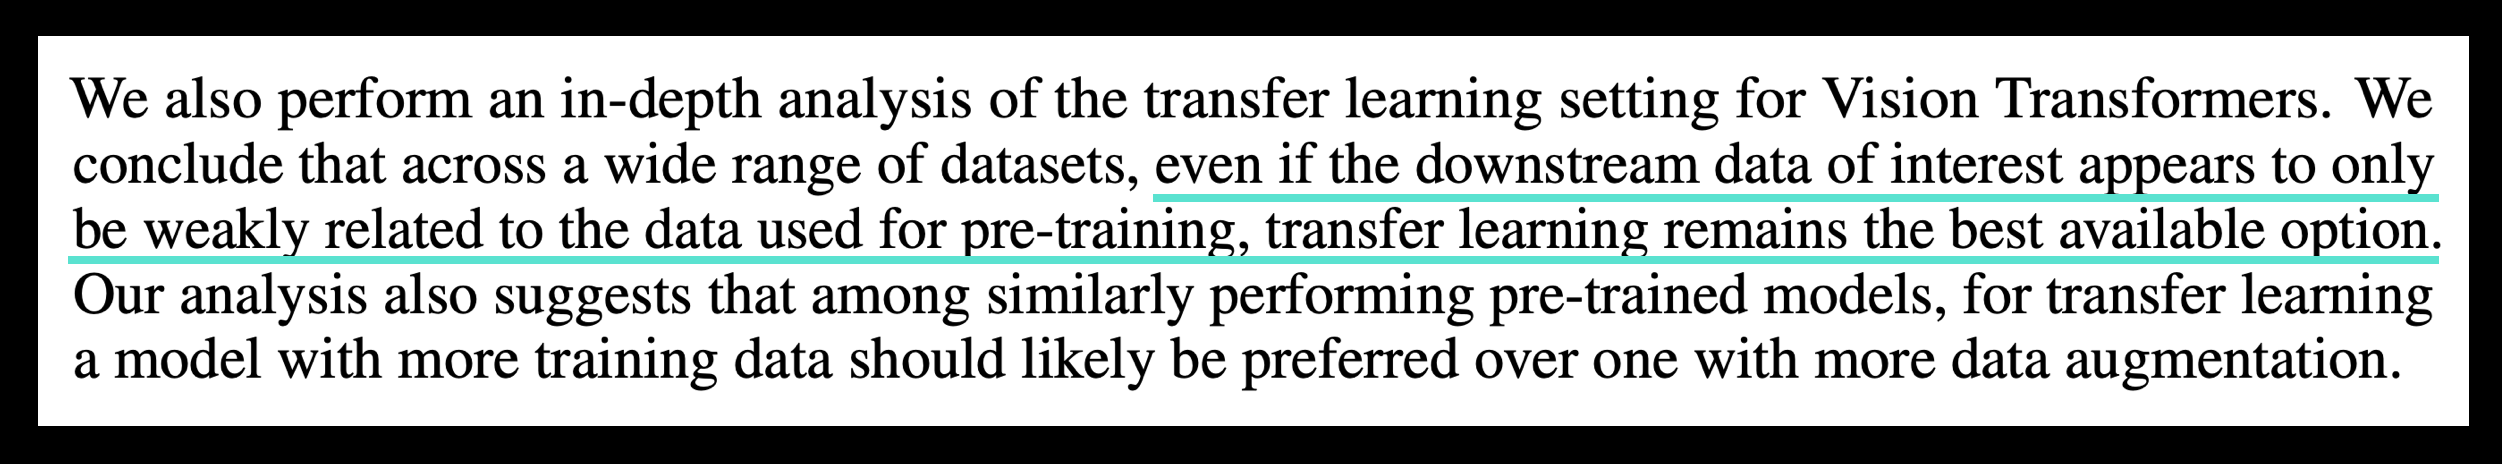 We also perform an in-depth analysis of the transfer learning setting for Vision Transformers. We
conclude that across a wide range of datasets, even if the downstream data of interest appears to only
be weakly related to the data used for pre-training, transfer learning remains the best available option.
Our analysis also suggests that among similarly performing pre-trained models, for transfer learning
a model with more training data should likely be preferred over one with more data augmentation.